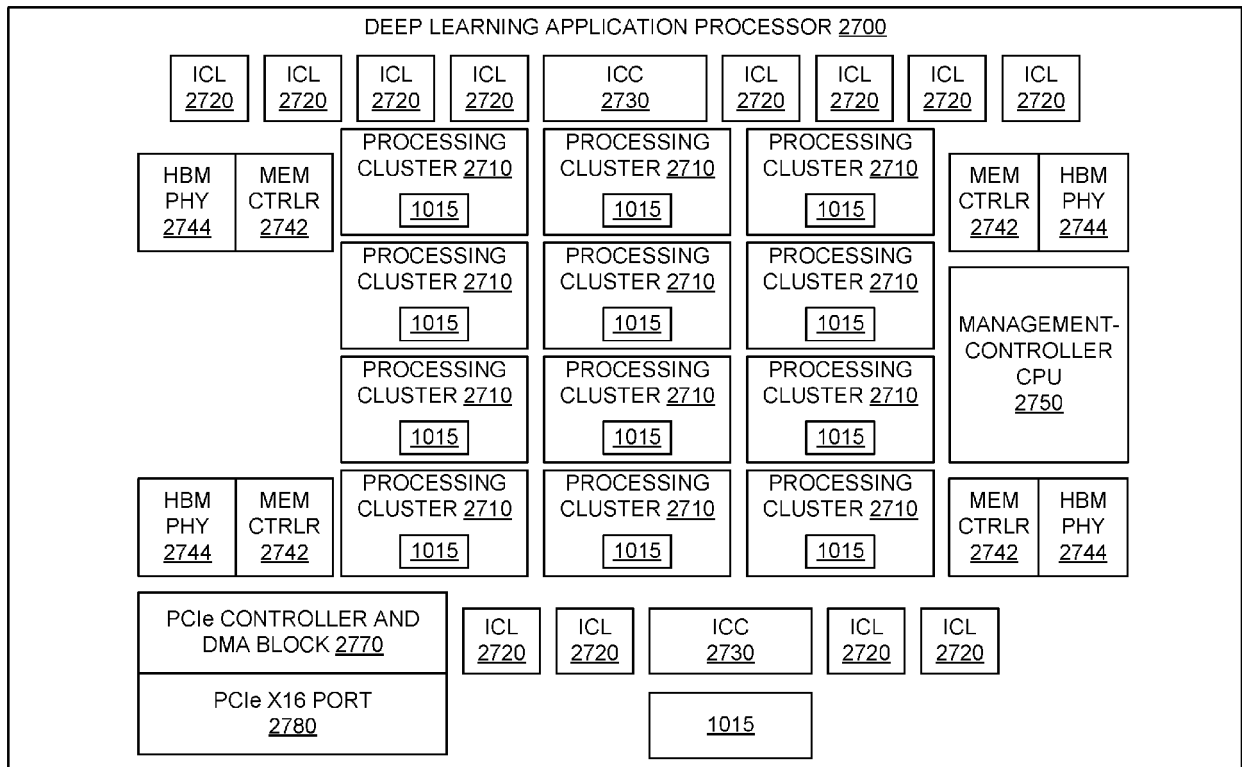 DEEP LEARNING APPLICATION PROCESSOR 2700
ICL ICL ICL ICL ICC ICL ICL ICL ICL
2720 2720 2720 2720 2730 2720 2720 2720 2720
PROCESSING PROCESSING PROCESSING
CLUSTER 2710 CLUSTER 2710 CLUSTER 2710
1015 1015 1015
HBM MEM MEM HBM
PHY CTRLR CTRLR PHY
2744 2742 2742 2744
PROCESSING PROCESSING PROCESSING
CLUSTER 2710 CLUSTER 2710 CLUSTER 2710
1015 1015 1015
MANAGEMENT-
CONTROLLER
CPU
2750
PROCESSING PROCESSING PROCESSING
CLUSTER 2710 CLUSTER 2710 CLUSTER 2710
1015 1015 1015
PROCESSING PROCESSING PROCESSING
CLUSTER 2710 CLUSTER 2710 CLUSTER 2710
1015 1015 1015
HBM MEM MEM HBM
PHY CTRLR CTRLR PHY
2744 2742 2742 2744
PCIe CONTROLLER AND
DMA BLOCK 2770
ICL ICL ICC ICL ICL
2720 2720 2730 2720 2720
PCIe X16 PORT
2780
1015